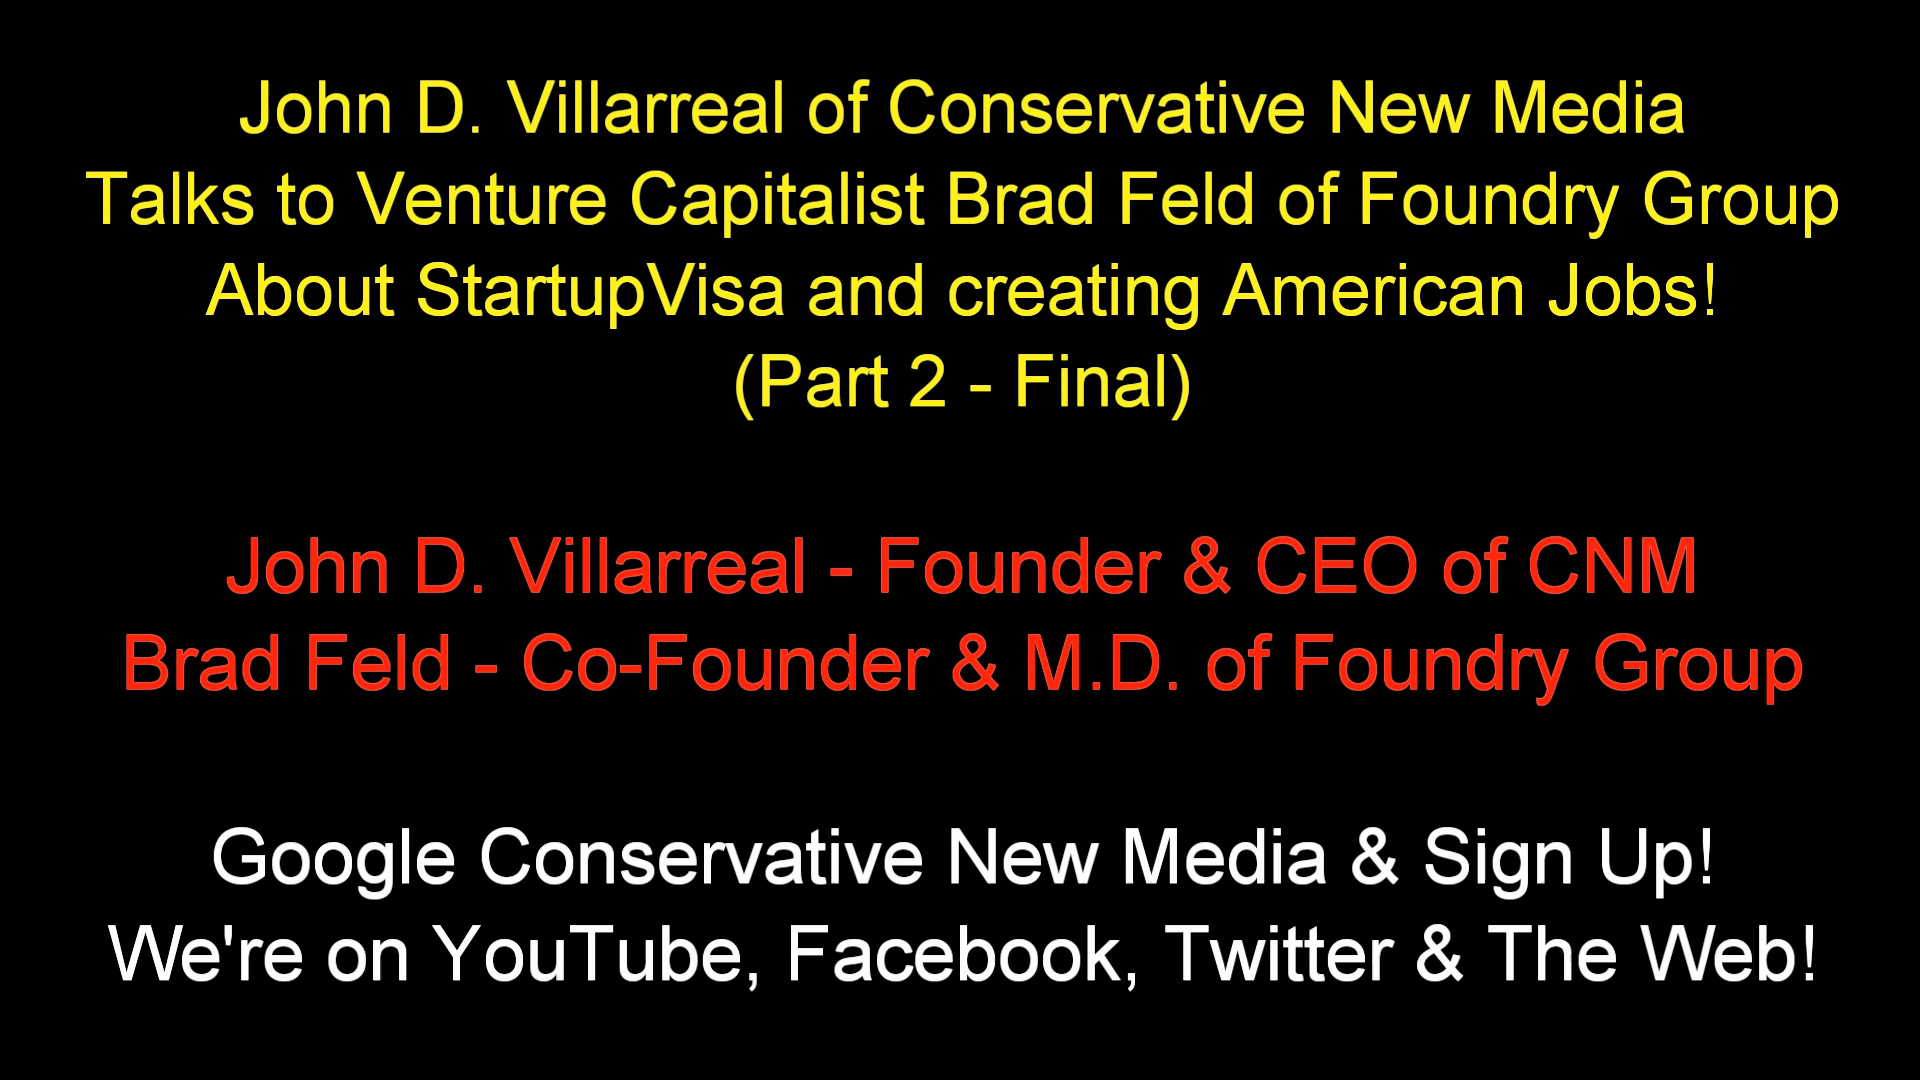 John D. Villarreal of Conservative New Media
Talks to Venture Capitalist Brad Feld of Foundry Group
About StartupVisa and creating American Jobs!
(Part 2 - Final)
John D. Villarreal - Founder & CEO of CNM
Brad Feld - Co-Founder & M.D. of Foundry Group
Google Conservative New Media & Sign Up!
We're on YouTube, Facebook, Twitter & The Web!